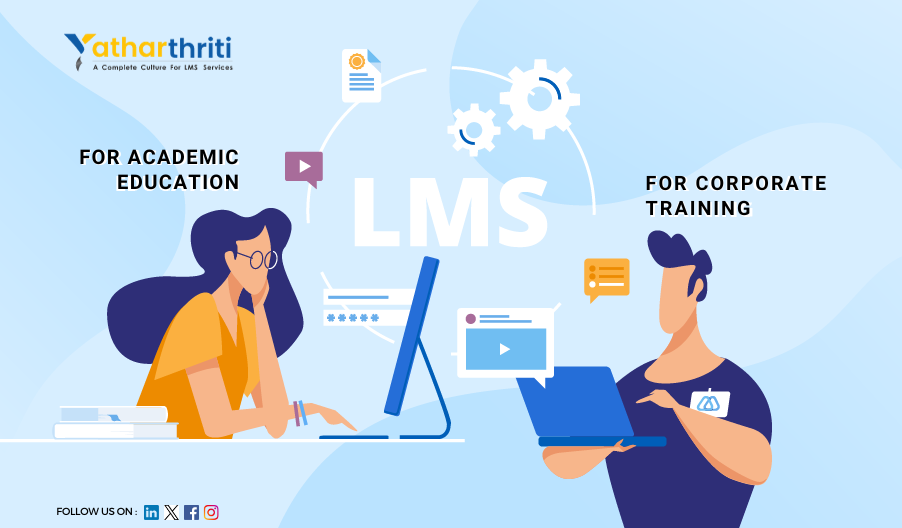 Yatharthriti
A Complete Culture For LMS Services
FOR ACADEMIC
EDUCATION
LMS
FOR CORPORATE
TRAINING
FOLLOW US ON :